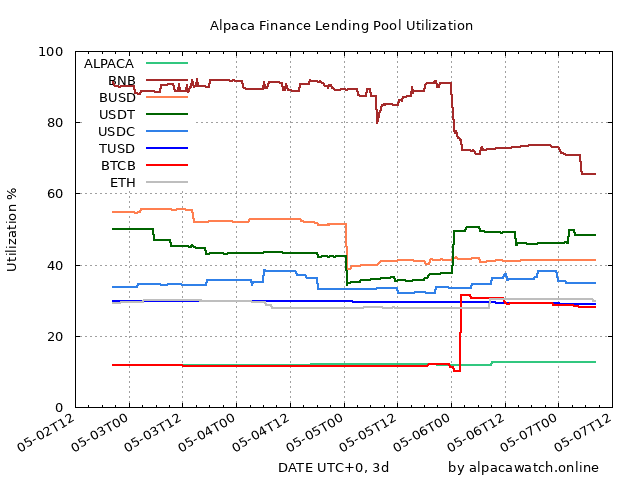 Alpaca Finance Lending Pool Utilization
Utilization %
100
80
60
40
20
0
ALPACA
BNB
BUSD
USDT
USDC
TUSD
BTCB
ETH
05-02T12
05-03T00
05-03T12
05-04T00
05-04T12
05-05T00
05-05T12
05-06T00
05-06T12
05-07T00
05-07T12
DATE UTC+0, 3d
by alpacawatch.online